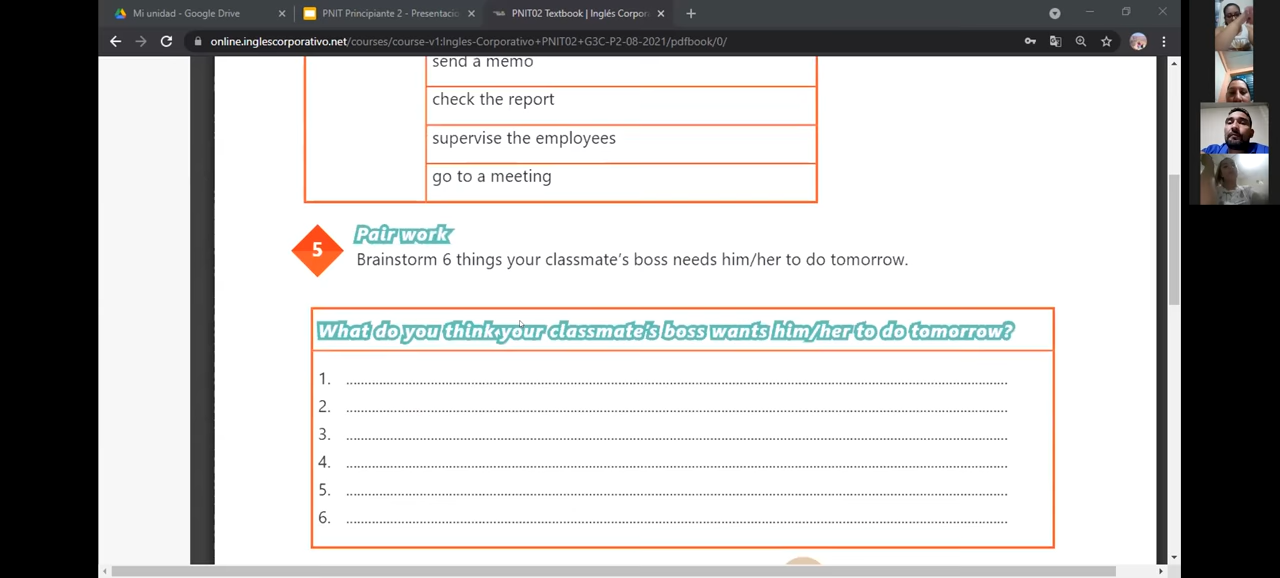 Mi unidad - Google Drive
PNIT Principiante 2 - Presentacio
PNIT02 Textbook | Inglés Corpor
online.inglescorporativo.net/courses/course-v1:Ingles-Corporativo+PNIT02+G3C-P2-08-2021/pdfbook/0/
send a memo
check the report
supervise the employees
go to a meeting
5
Pair work
Brainstorm 6 things your classmate's boss needs him/her to do tomorrow.
What do you think your classmate's boss wants him/her to do tomorrow?
1. ........................................
2. ........................................
3. ........................................
4. ........................................
5. ........................................
6. ........................................